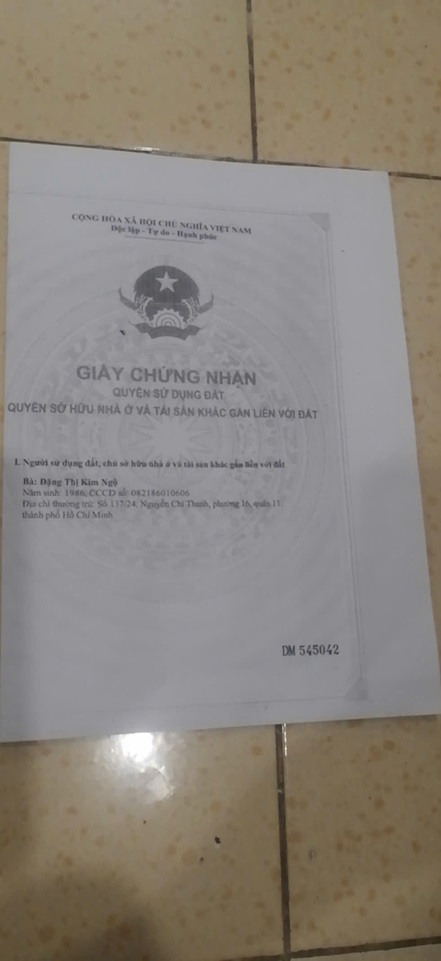 CỘNG HÒA XÃ HỘI CHỦ NGHĨA VIỆT NAM
Độc lập - Tự do - Hạnh phúc
GIẤY CHỨNG NHẬN
QUYỀN SỬ DỤNG ĐẤT
QUYỀN SỞ HỮU NHÀ Ở VÀ TÀI SẢN KHÁC GẮN LIỀN VỚI ĐẤT
I. Người sử dụng đất, chủ sở hữu nhà ở và tài sản khác gắn liền với đất
Bà: Đặng Thị Kim Ngộ
Năm sinh: 1986, CCCD số: 082186010606
Địa chỉ thường trú: Số 137/24, Nguyễn Chí Thanh, phường 16, quận 11,
thành phố Hồ Chí Minh
DM 545042